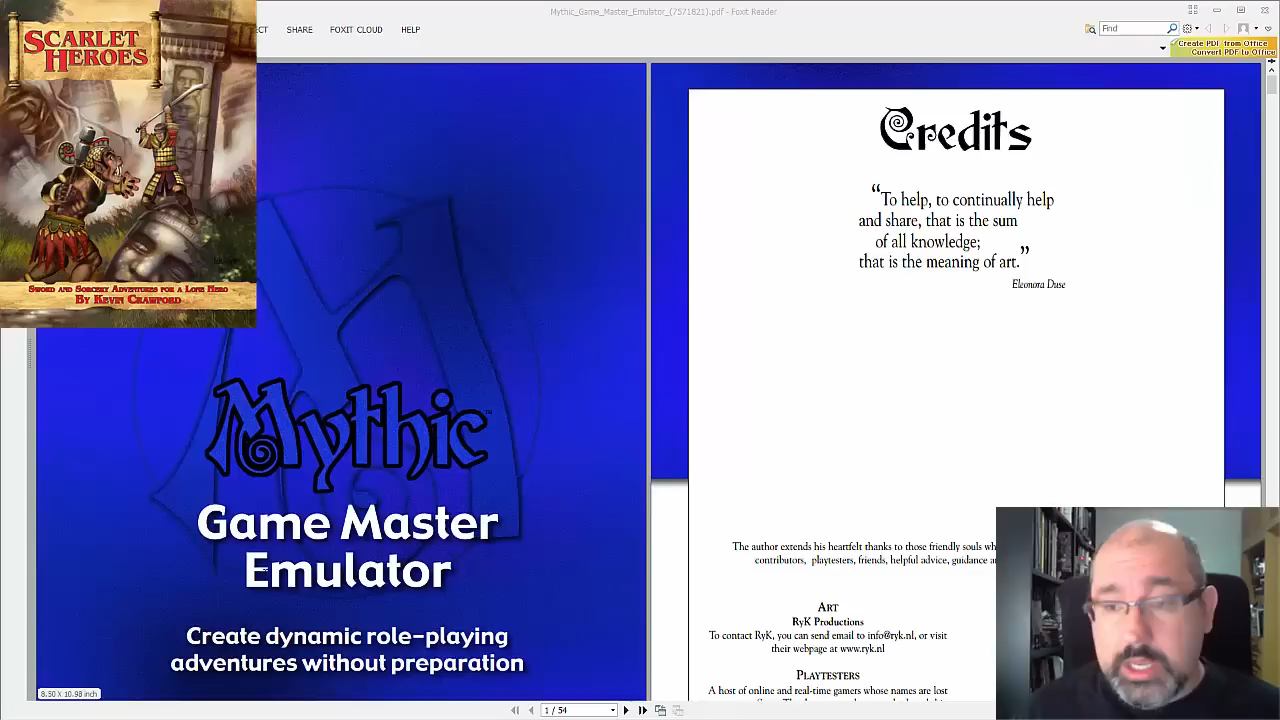 Mythic_Game_Master_Emulator_(7571821).pdf - Foxit Reader
SHARE
FOXIT CLOUD
HELP
Find
Create PDF from Office
Convert PDF to Office
SCARLET
HEROES
SWORD AND SORCERY ADVENTURES FOR A LONE HERO
BY KEVIN CRAWFORD
Mythic™
Game Master
Emulator
Create dynamic role-playing
adventures without preparation
8.50 X 10.98 inch
Credits
“To help, to continually help
and share, that is the sum
of all knowledge;
that is the meaning of art.”
Eleonora Duse
The author extends his heartfelt thanks to those friendly souls
contributors, playtesters, friends, helpful advice, guidance
ART
RyK Productions
To contact RyK, you can send email to info@ryk.nl, or visit
their webpage at www.ryk.nl
PLAYTESTERS
A host of online and real-time gamers whose names are lost
1 / 54